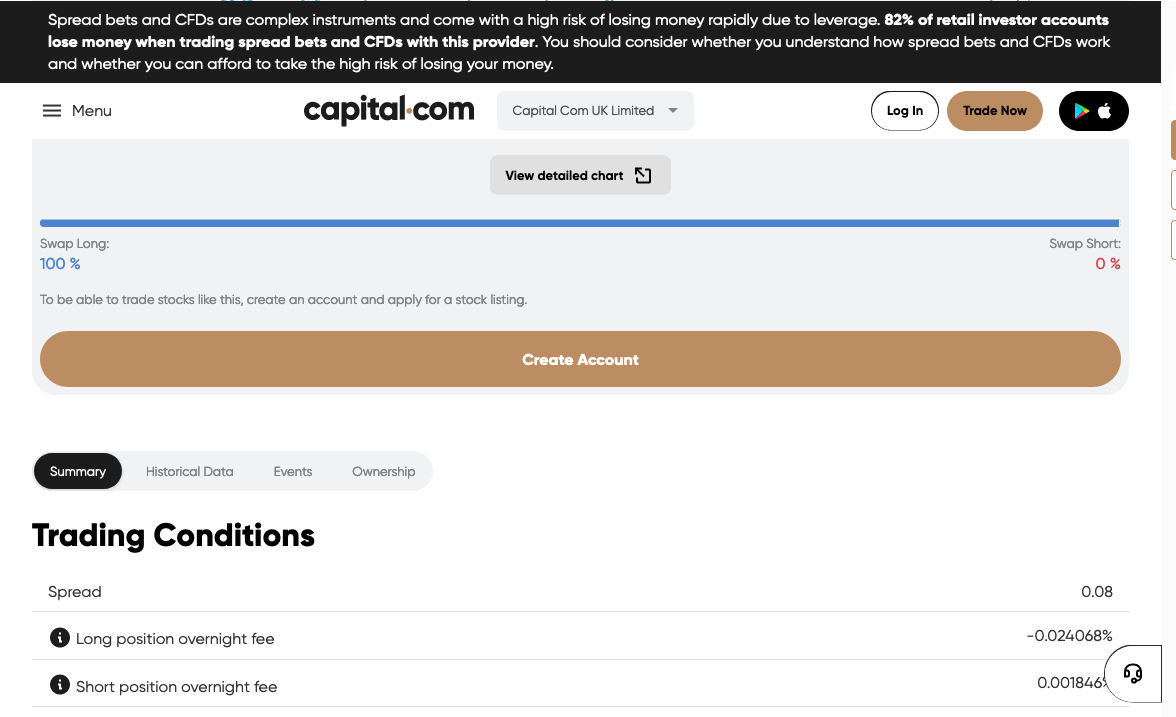 Spread bets and CFDs are complex instruments and come with a high risk of losing money rapidly due to leverage. 82% of retail investor accounts
lose money when trading spread bets and CFDs with this provider. You should consider whether you understand how spread bets and CFDs work
and whether you can afford to take the high risk of losing your money.
Menu
capital.com
Capital Com UK Limited
Log In
Trade Now
View detailed chart
Swap Long:
Swap Short:
100 %
0 %
To be able to trade stocks like this, create an account and apply for a stock listing.
Create Account
Summary
Historical Data
Events
Ownership
Trading Conditions
Spread
0.08
Long position overnight fee
-0.024068%
Short position overnight fee
0.001846%